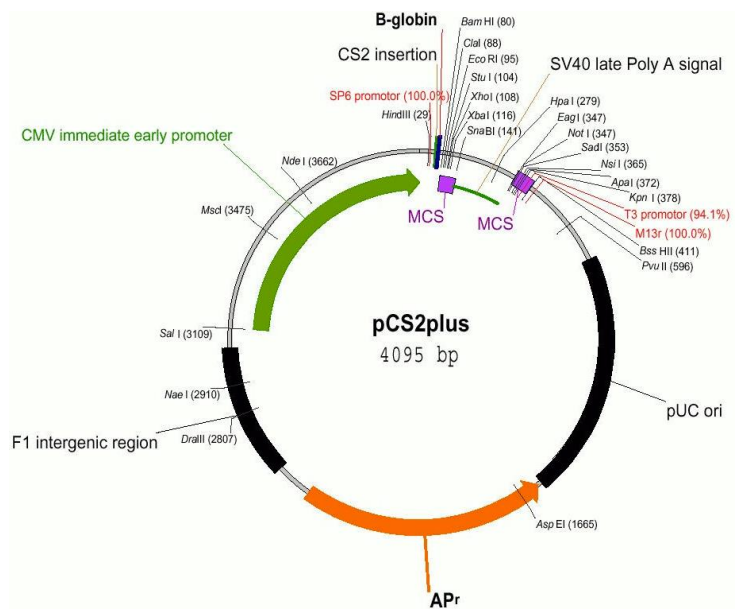 B-globin
CS2 insertion
SP6 promotor (100.0%)
HindIII (29)
BamHI (80)
ClaI (88)
EcoRI (95)
StuI (104)
XhoI (108)
XbaI (116)
SnaBI (141)
SV40 late Poly A signal
HpaI (279)
EagI (347)
NotI (347)
SadI (353)
NsiI (365)
ApaI (372)
KpnI (378)
T3 promotor (94.1%)
M13r (100.0%)
BssHII (411)
PvuII (596)
CMV immediate early promoter
NdeI (3662)
MscI (3475)
MCS
MCS
pCS2plus
4095 bp
SalI (3109)
NaeI (2910)
F1 intergenic region
DraIII (2807)
pUC ori
AspEI (1665)
APr